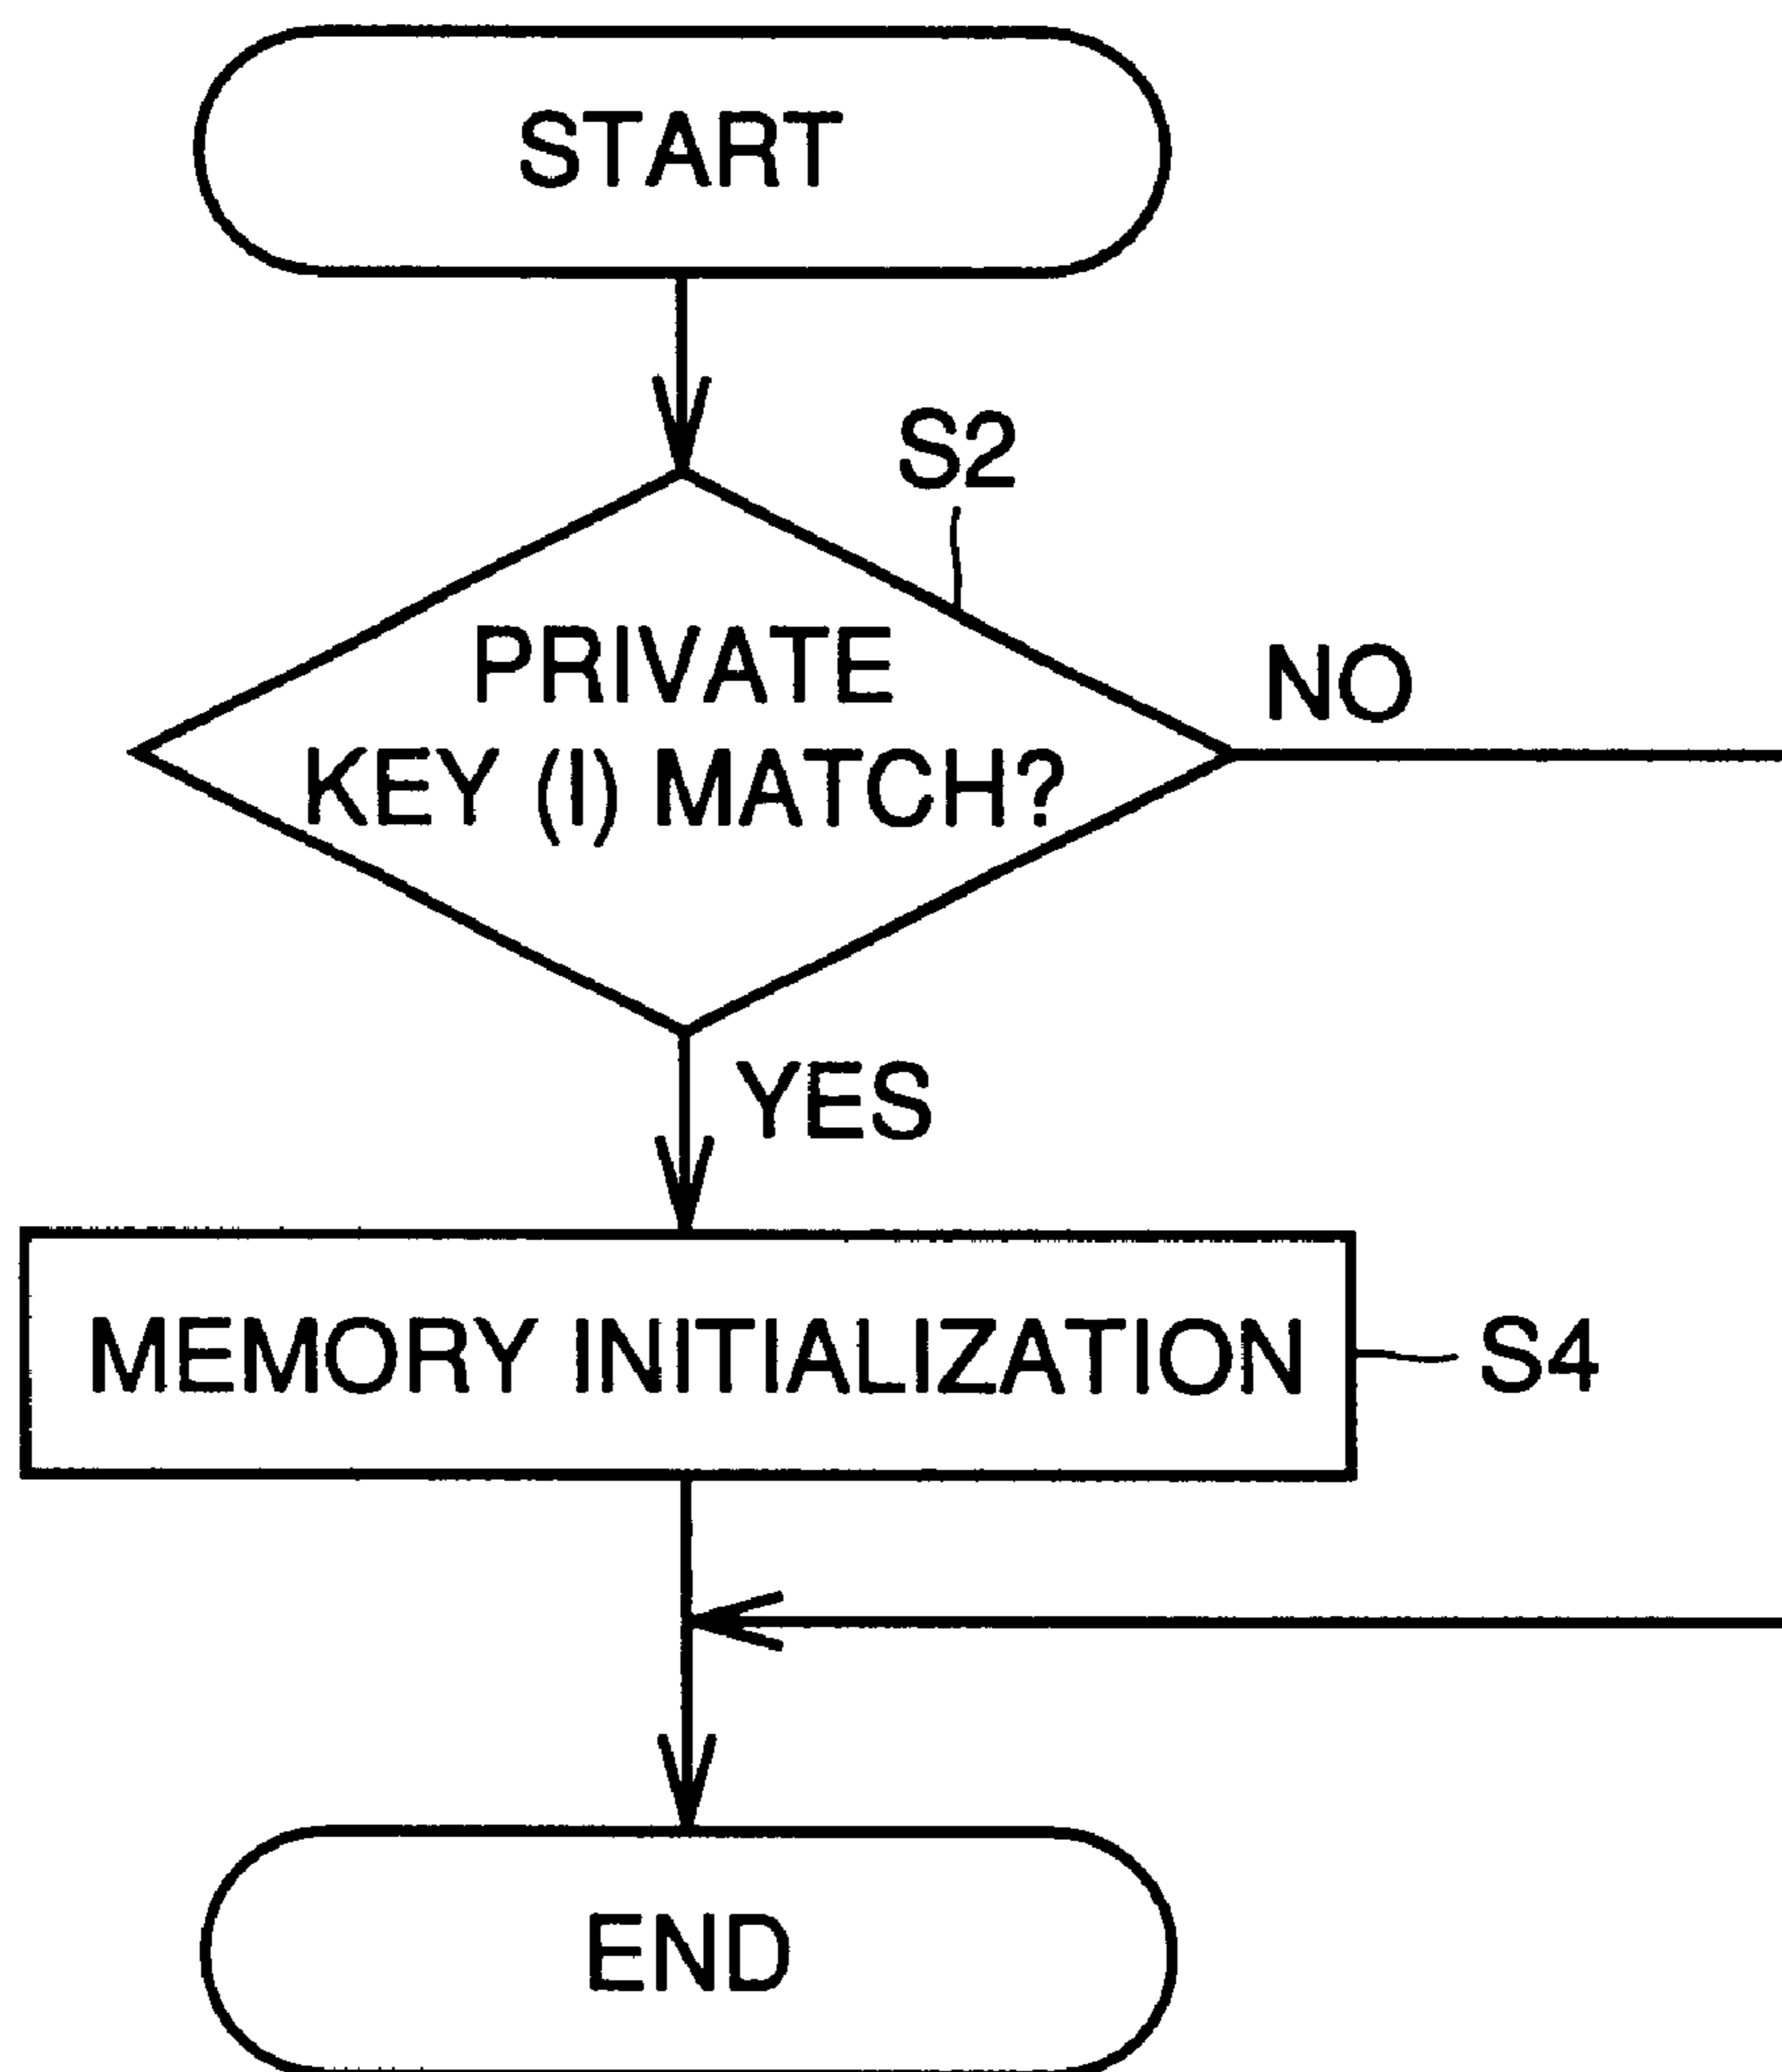 START
S2
PRIVATE
KEY (I) MATCH?
NO
YES
MEMORY INITIALIZATION
S4
END